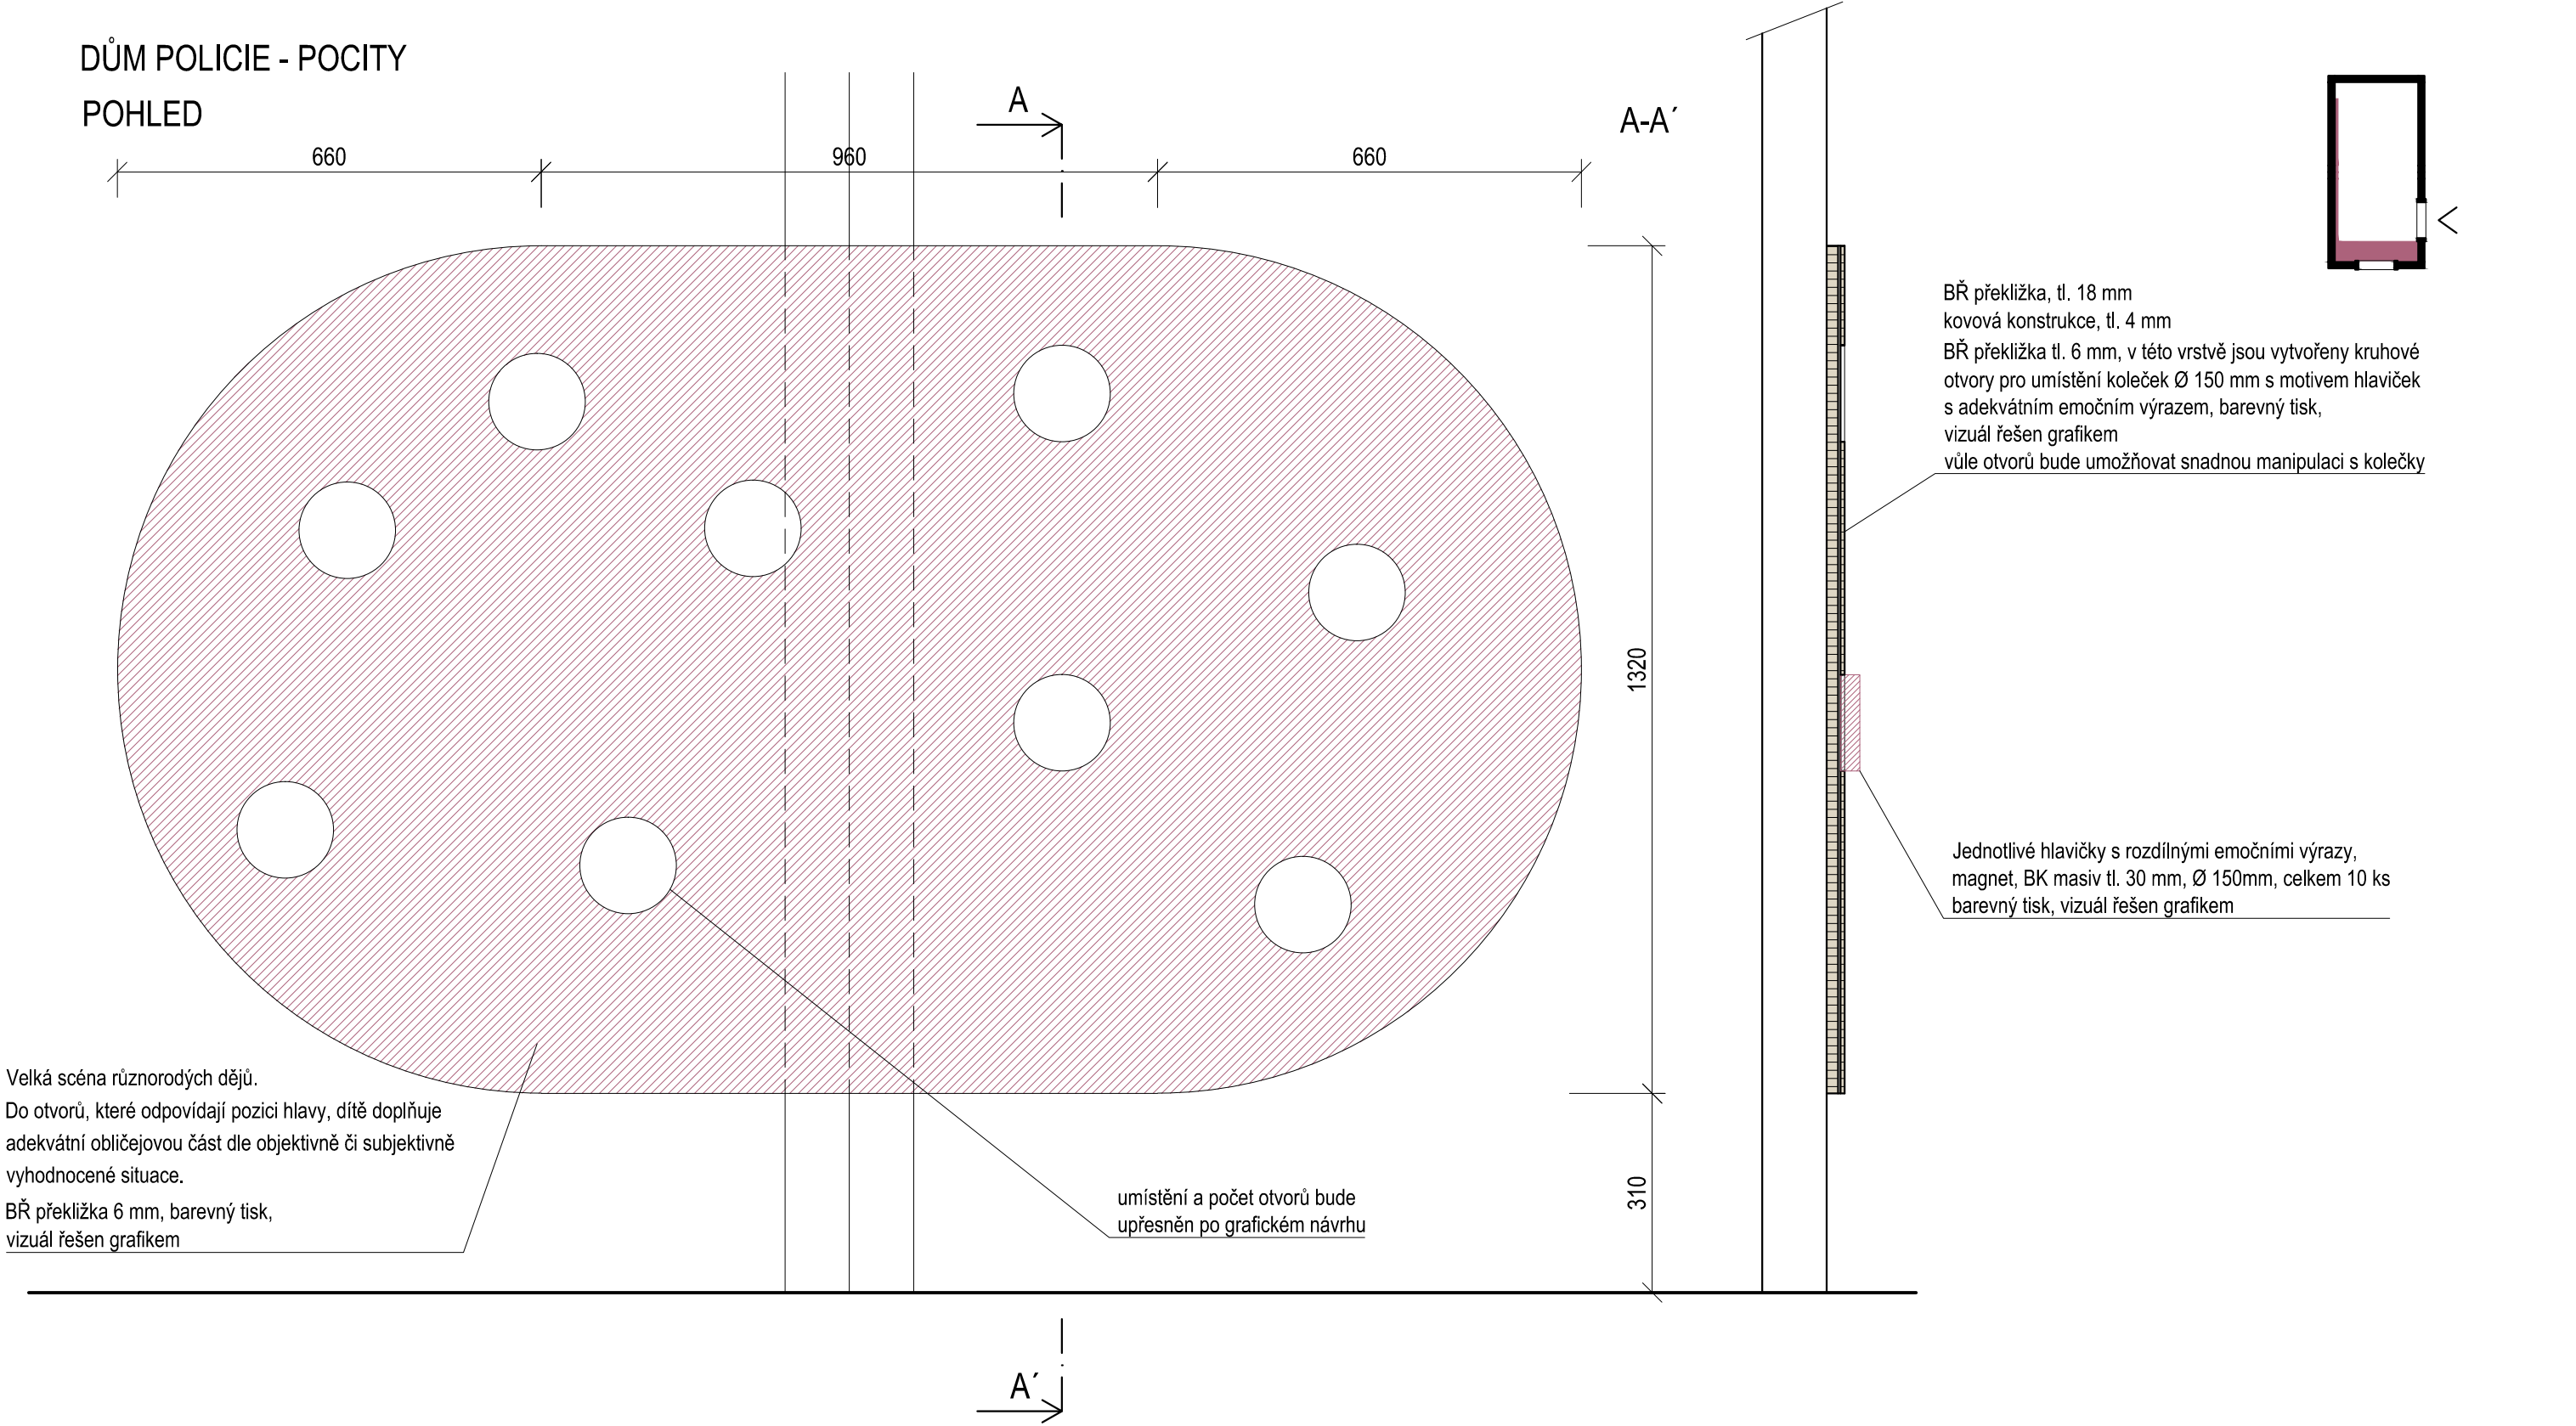 DŮM POLICIE - POCITY
POHLED
660
960
660
A
A-A´
BŘ překližka, tl. 18 mm
kovová konstrukce, tl. 4 mm
BŘ překližka tl. 6 mm, v této vrstvě jsou vytvořeny kruhové
otvory pro umístění koleček Ø 150 mm s motivem hlaviček
s adekvátním emočním výrazem, barevný tisk,
vizuál řešen grafikem
vůle otvorů bude umožňovat snadnou manipulaci s kolečky
1320
Jednotlivé hlavičky s rozdílnými emočními výrazy,
magnet, BK masiv tl. 30 mm, Ø 150mm, celkem 10 ks
barevný tisk, vizuál řešen grafikem
Velká scéna různorodých dějů.
Do otvorů, které odpovídají pozici hlavy, dítě doplňuje
adekvátní obličejovou část dle objektivně či subjektivně
vyhodnocené situace.
BŘ překližka 6 mm, barevný tisk,
vizuál řešen grafikem
umístění a počet otvorů bude
upřesněn po grafickém návrhu
310
A´